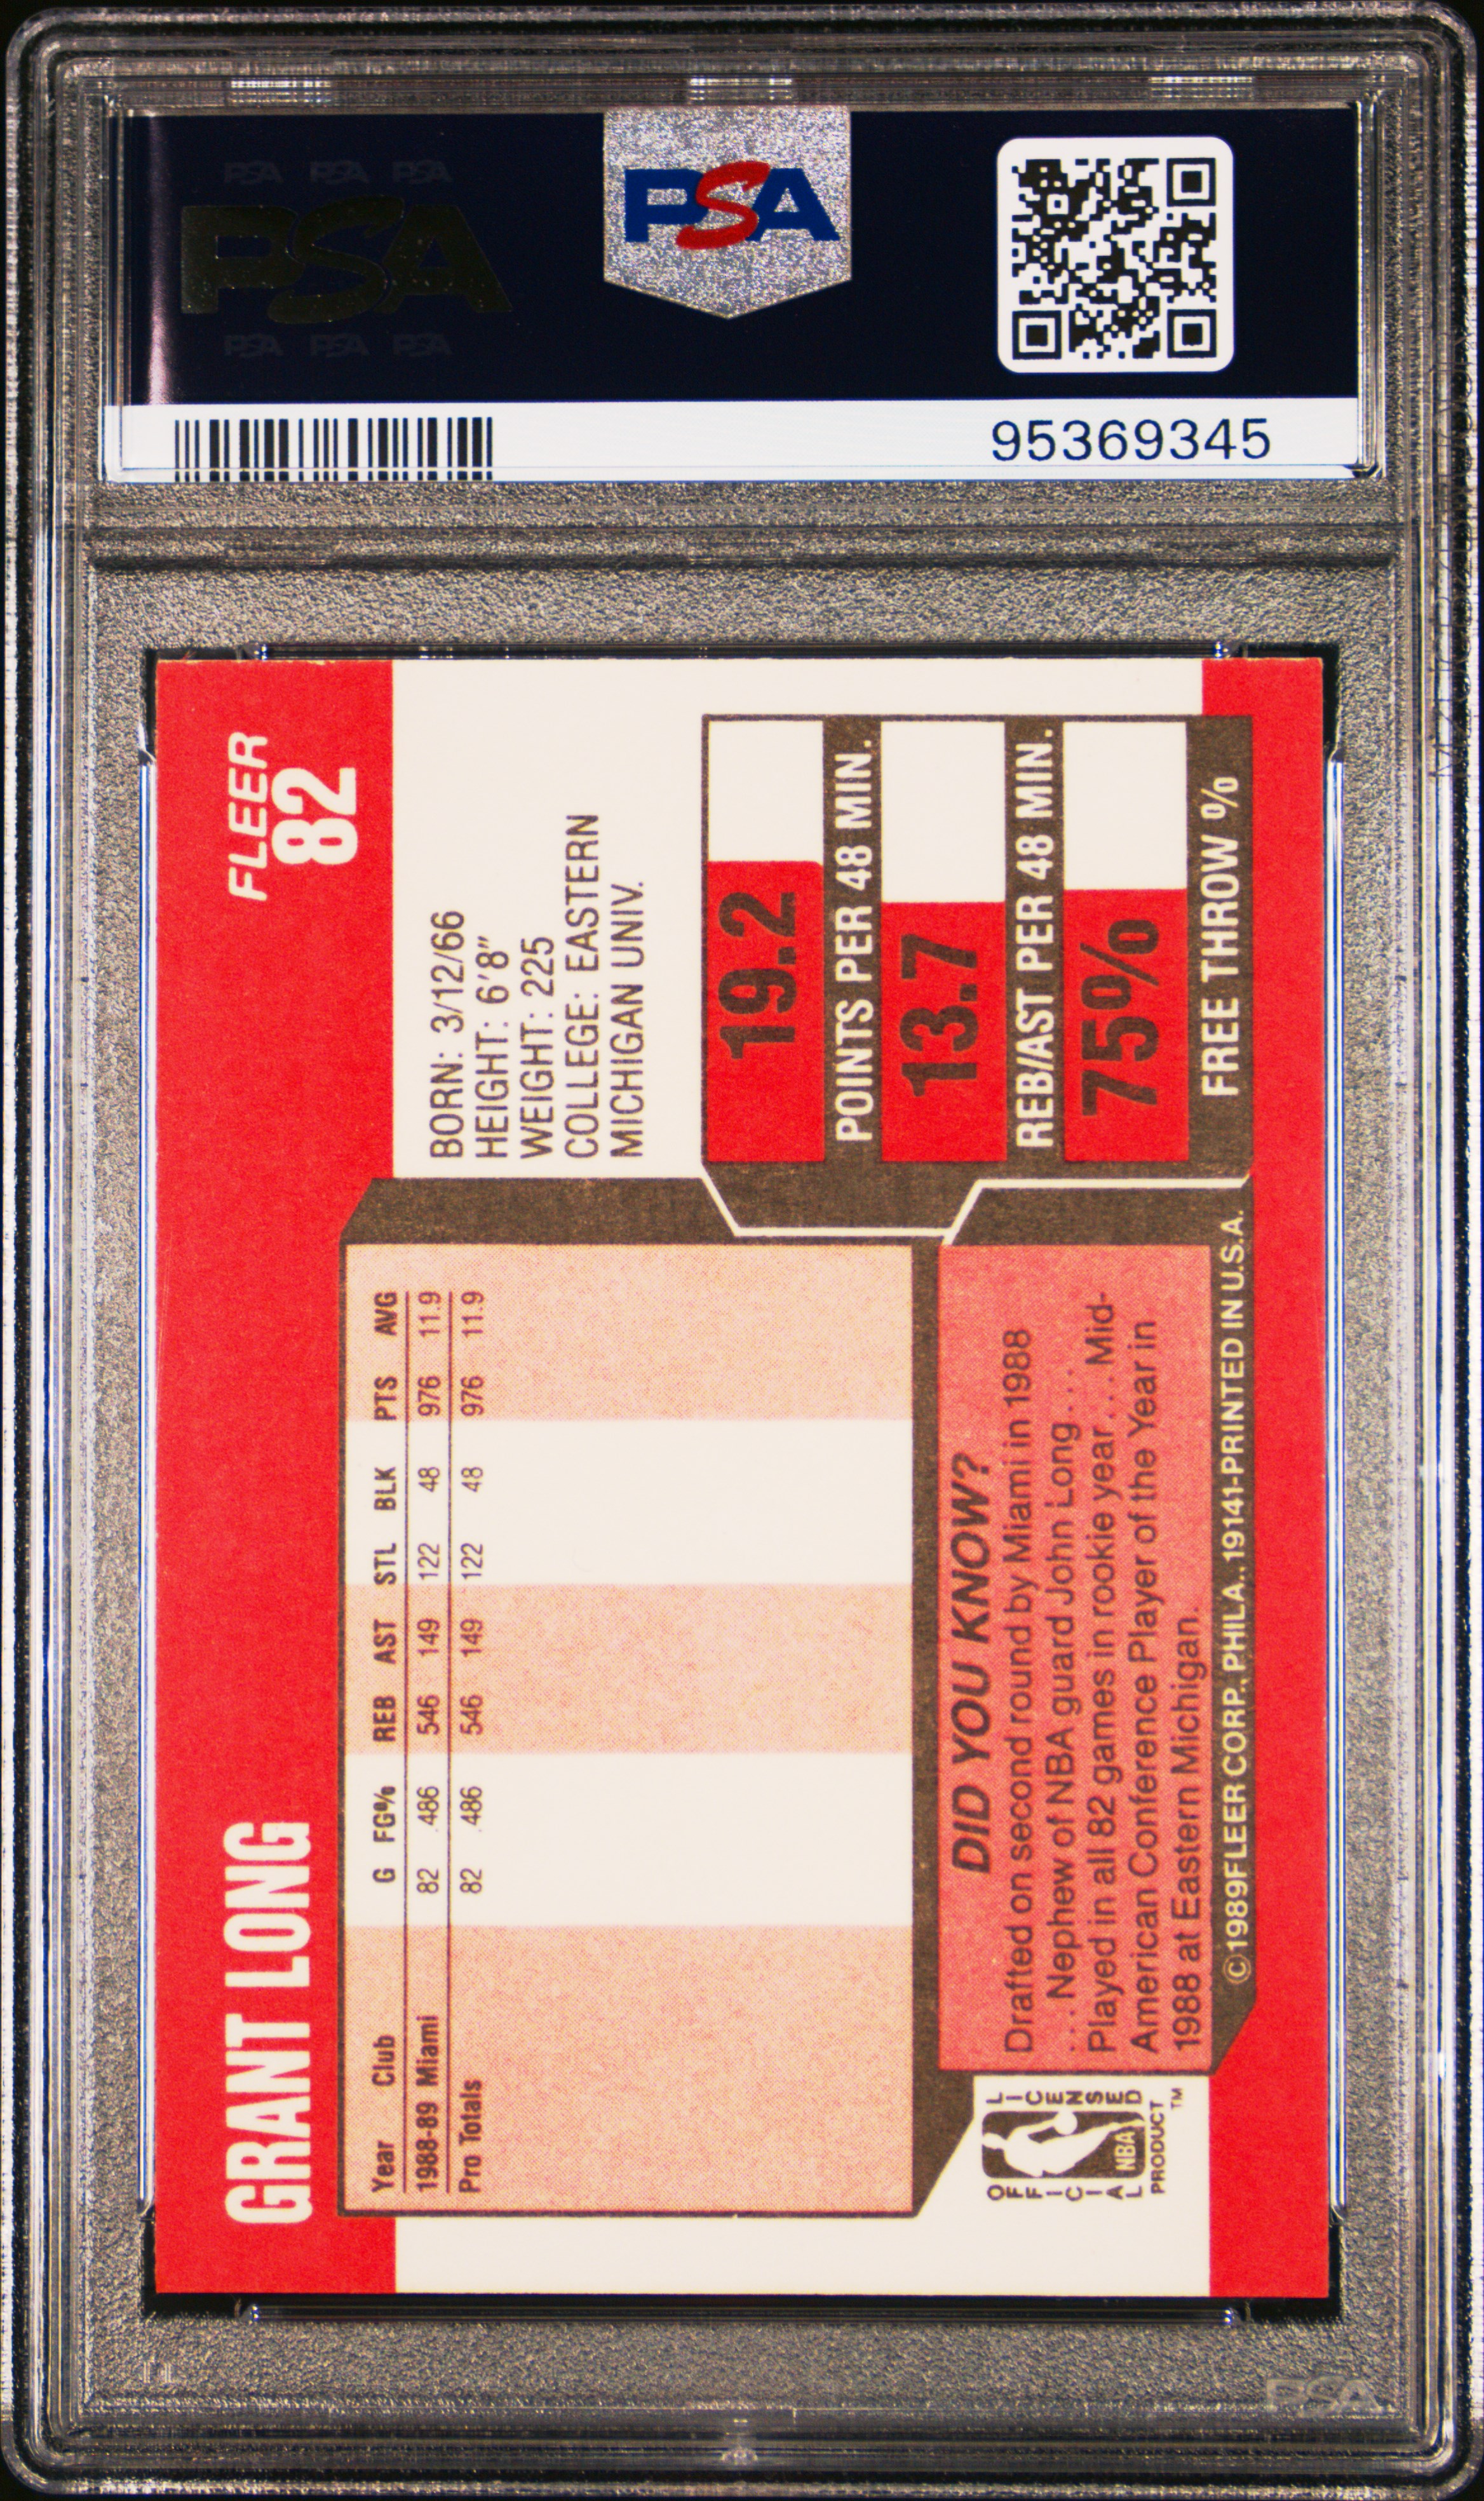 PSA PSA PSA
PSA
PSA PSA PSA
PSA
95369345
GRANT LONG
FLEER
82
Year Club G FG% REB AST STL BLK PTS AVG
1988-89 Miami 82 .486 546 149 122 48 976 11.9
Pro Totals 82 .486 546 149 122 48 976 11.9
BORN: 3/12/66
HEIGHT: 6'8"
WEIGHT: 225
COLLEGE: EASTERN
MICHIGAN UNIV.
19.2
POINTS PER 48 MIN.
13.7
REB/AST PER 48 MIN.
75%
FREE THROW %
DID YOU KNOW?
Drafted on second round by Miami in 1988
. . . Nephew of NBA guard John Long . . .
Played in all 82 games in rookie year . . . Mid-
American Conference Player of the Year in
1988 at Eastern Michigan.
OFFICIAL
NBA
LICENSED
PRODUCT
TM
©1989FLEER CORP., PHILA., 19141-PRINTED IN U.S.A.
PSA